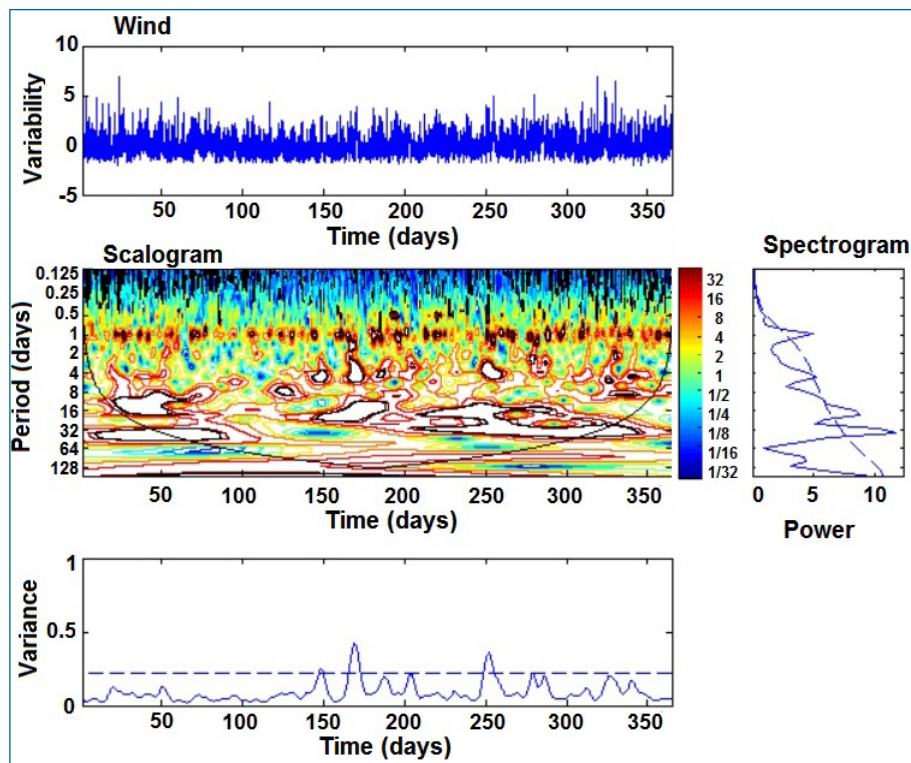 Wind
Variability
10
5
0
-5
50 100 150 200 250 300 350
Time (days)
Scalogram
Period (days)
0.125
0.25
0.5
1
2
4
8
16
32
64
128
50 100 150 200 250 300 350
Time (days)
32
16
8
4
2
1
1/2
1/4
1/8
1/16
1/32
Spectrogram
0 5 10
Power
Variance
1
0.5
0
50 100 150 200 250 300 350
Time (days)